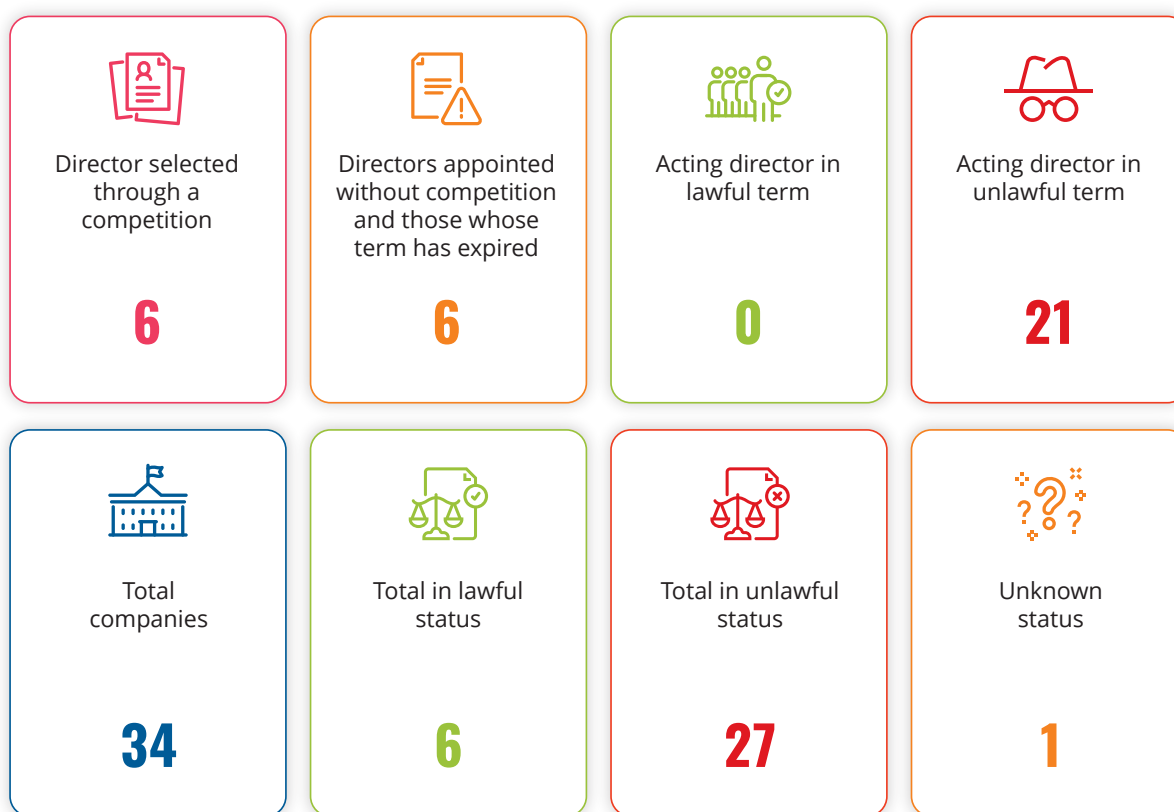 Director selected
through a
competition
6
Directors appointed
without competition
and those whose
term has expired
6
Acting director in
lawful term
0
Acting director in
unlawful term
21
Total
companies
34
Total in lawful
status
6
Total in unlawful
status
27
Unknown
status
1